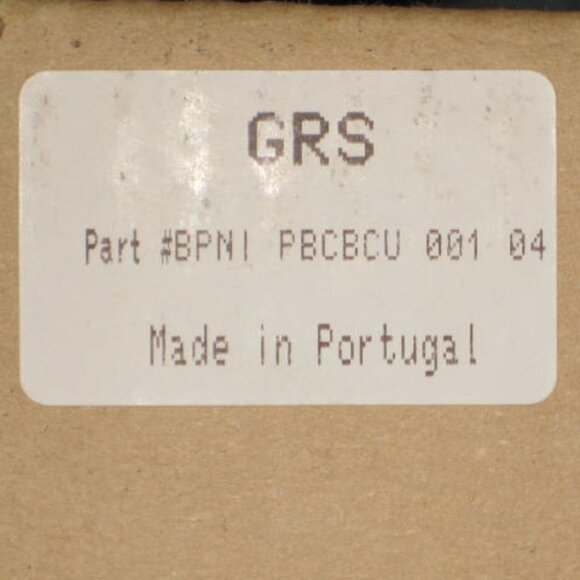 GRS
Part #BPNI PBCBCU 001 04
Made in Portugal